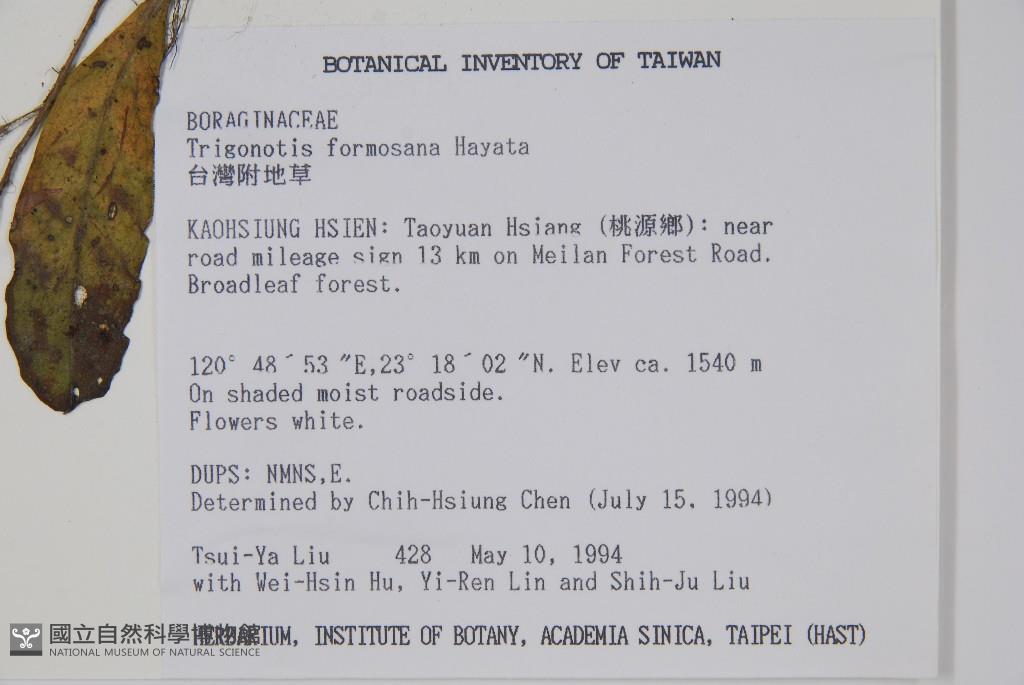 BOTANICAL INVENTORY OF TAIWAN
BORAGINACEAE
Trigonotis formosana Hayata
台灣附地草
KAOHSIUNG HSIEN: Taoyuan Hsiang (桃源鄉): near
road mileage sign 13 km on Meilan Forest Road.
Broadleaf forest.
120° 48´53 ″E,23° 18´02 ″N. Elev ca. 1540 m
On shaded moist roadside.
Flowers white.
DUPS: NMNS,E.
Determined by Chih-Hsiung Chen (July 15, 1994)
Tsui-Ya Liu 428 May 10, 1994
with Wei-Hsin Hu, Yi-Ren Lin and Shih-Ju Liu
HERBARIUM, INSTITUTE OF BOTANY, ACADEMIA SINICA, TAIPEI (HAST)
國立自然科學博物館
NATIONAL MUSEUM OF NATURAL SCIENCE